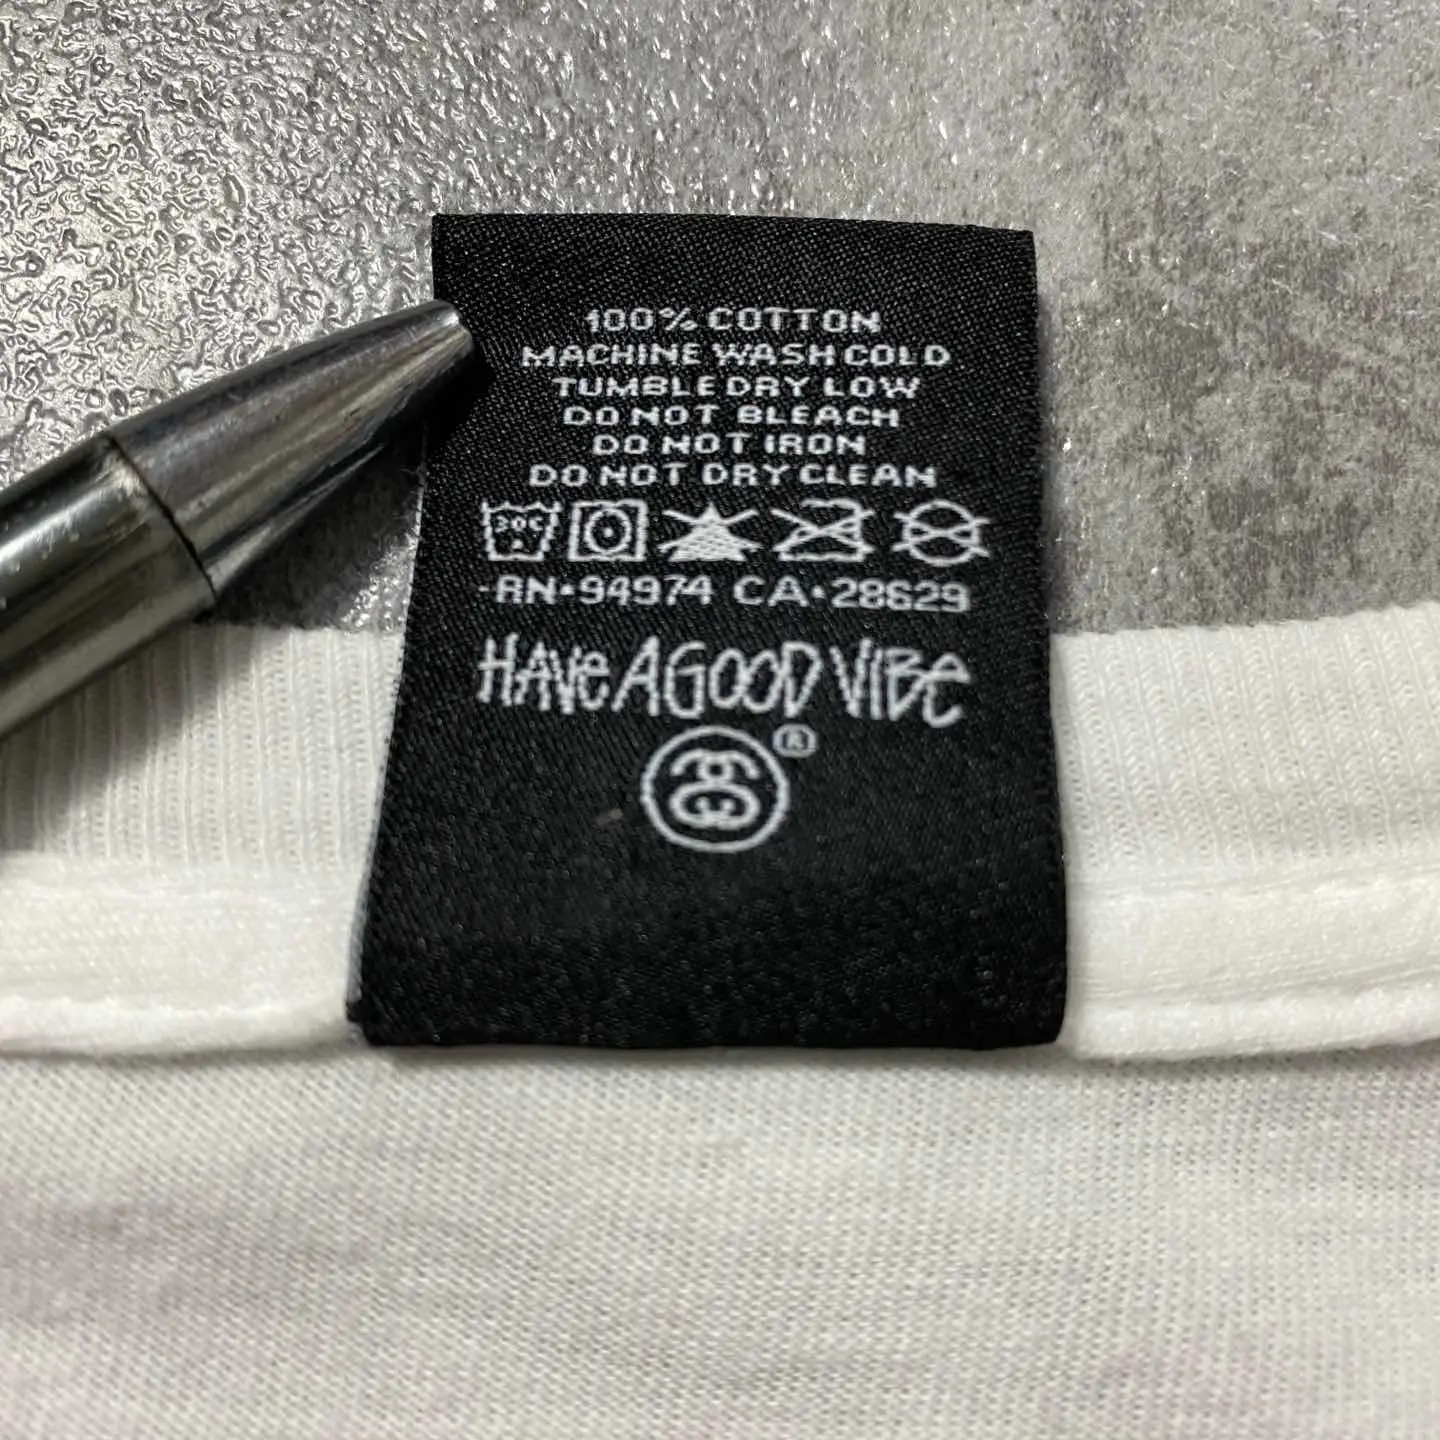 100% COTTON
MACHINE WASH COLD
TUMBLE DRY LOW
DO NOT BLEACH
DO NOT IRON
DO NOT DRY CLEAN
30C
-RN•94974 CA•28629
HAVE A GOOD VIBE
®